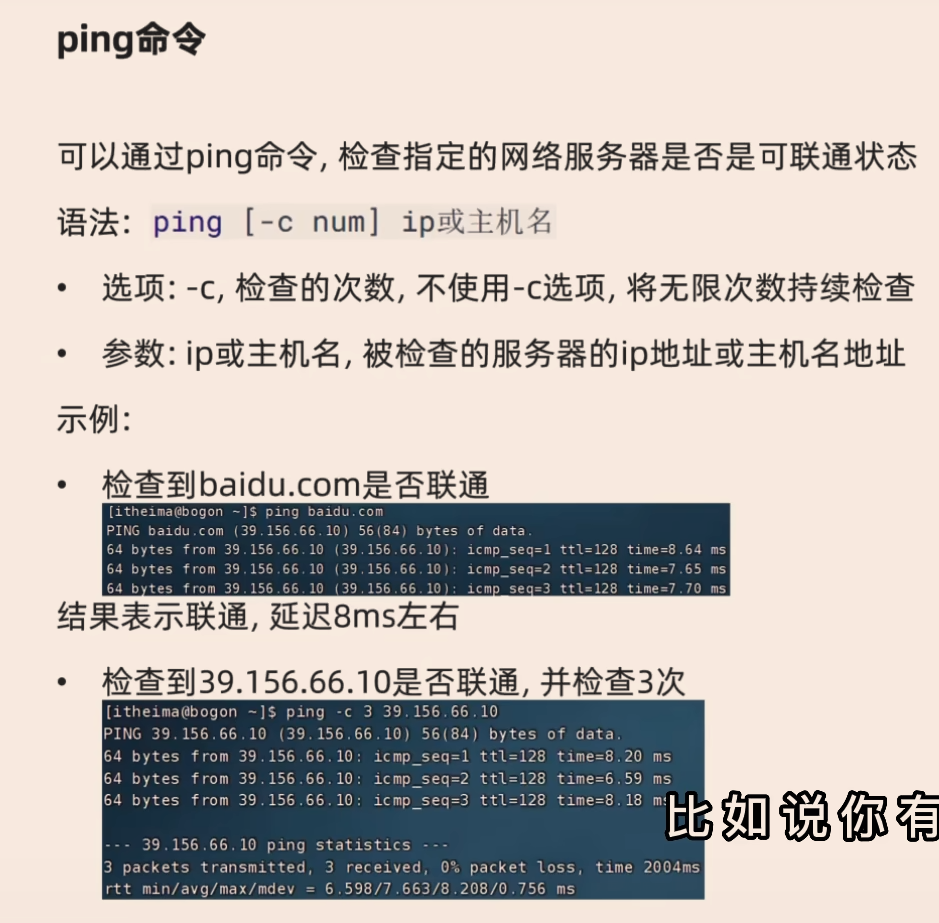 ping命令
可以通过ping命令, 检查指定的网络服务器是否是可联通状态
语法: ping [-c num] ip或主机名
• 选项: -c, 检查的次数, 不使用-c选项, 将无限次数持续检查
• 参数: ip或主机名, 被检查的服务器的ip地址或主机名地址
示例:
• 检查到baidu.com是否联通
[itheima@bogon ~]$ ping baidu.com
PING baidu.com (39.156.66.10) 56(84) bytes of data.
64 bytes from 39.156.66.10 (39.156.66.10): icmp_seq=1 ttl=128 time=8.64 ms
64 bytes from 39.156.66.10 (39.156.66.10): icmp_seq=2 ttl=128 time=7.65 ms
64 bytes from 39.156.66.10 (39.156.66.10): icmp_seq=3 ttl=128 time=7.70 ms
结果表示联通, 延迟8ms左右
• 检查到39.156.66.10是否联通, 并检查3次
[itheima@bogon ~]$ ping -c 3 39.156.66.10
PING 39.156.66.10 (39.156.66.10) 56(84) bytes of data.
64 bytes from 39.156.66.10: icmp_seq=1 ttl=128 time=8.20 ms
64 bytes from 39.156.66.10: icmp_seq=2 ttl=128 time=6.59 ms
64 bytes from 39.156.66.10: icmp_seq=3 ttl=128 time=8.18 ms
比如说你有
--- 39.156.66.10 ping statistics ---
3 packets transmitted, 3 received, 0% packet loss, time 2004ms
rtt min/avg/max/mdev = 6.598/7.663/8.208/0.756 ms